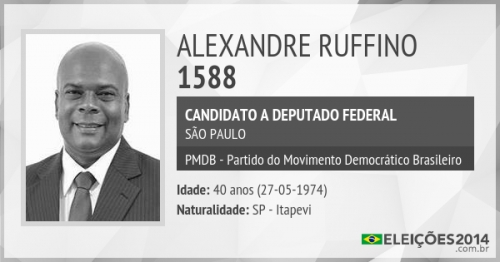 ALEXANDRE RUFFINO
1588
CANDIDATO A DEPUTADO FEDERAL
SÃO PAULO
PMDB - Partido do Movimento Democrático Brasileiro
Idade: 40 anos (27-05-1974)
Naturalidade: SP - Itapevi
ELEIÇÕES2014
.com.br